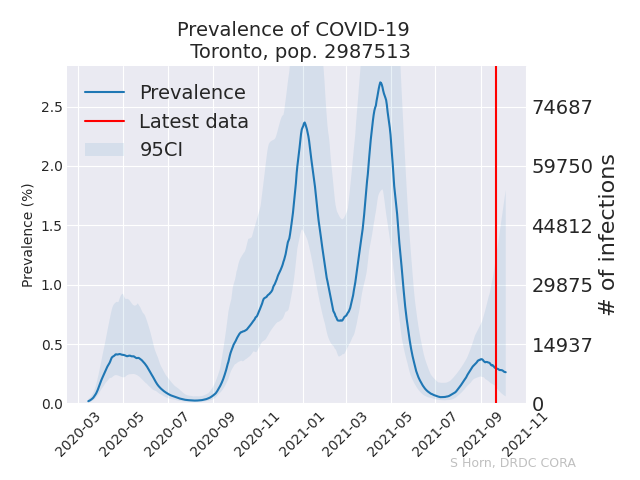 Prevalence of COVID-19
Toronto, pop. 2987513
Prevalence
Latest data
95CI
Prevalence (%)
2.5
2.0
1.5
1.0
0.5
0.0
74687
59750
44812
29875
14937
0
# of infections
2020-03
2020-05
2020-07
2020-09
2020-11
2021-01
2021-03
2021-05
2021-07
2021-09
2021-11
S Horn, DRDC CORA